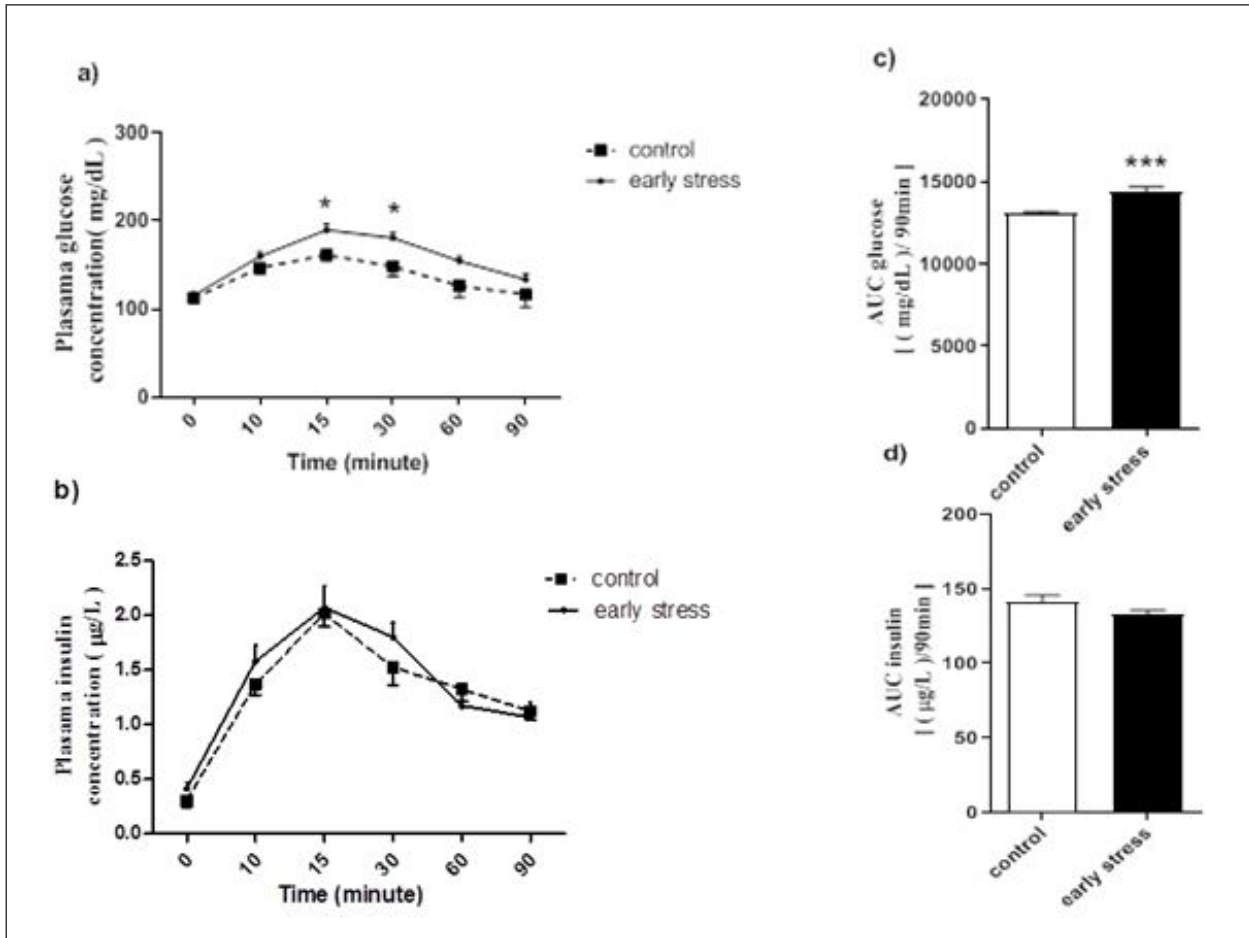 a)
Plasama glucose
concentration( mg/dL )
300
200
100
0
*
*
control
early stress
0
10
15
30
60
90
Time (minute)
b)
Plasama insulin
concentration ( µg/L )
2.5
2.0
1.5
1.0
0.5
0.0
control
early stress
0
10
15
30
60
90
Time (minute)
c)
AUC glucose
[ ( mg/dL )/ 90min ]
20000
15000
10000
5000
0
***
control
early stress
d)
AUC insulin
[ ( µg/L )/90min ]
200
150
100
50
0
control
early stress